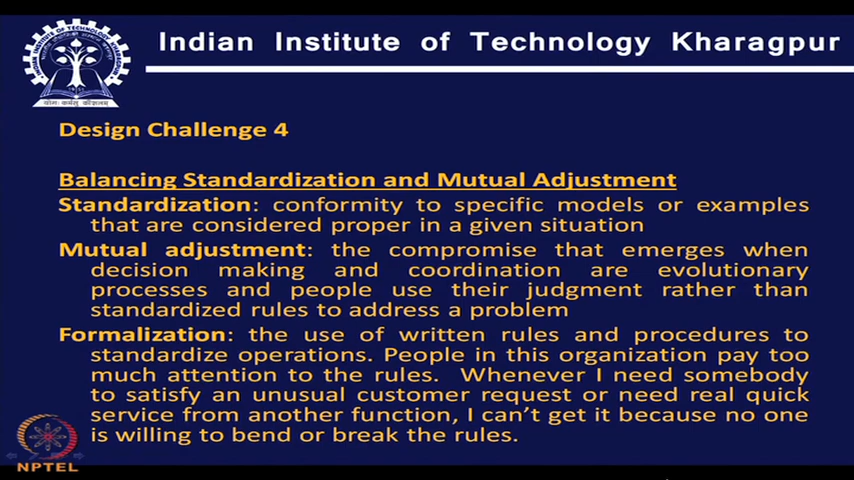 Indian Institute of Technology Kharagpur
Design Challenge 4
Balancing Standardization and Mutual Adjustment
Standardization: conformity to specific models or examples
that are considered proper in a given situation
Mutual adjustment: the compromise that emerges when
decision making and coordination are evolutionary
processes and people use their judgment rather than
standardized rules to address a problem
Formalization: the use of written rules and procedures to
standardize operations. People in this organization pay too
much attention to the rules. Whenever I need somebody
to satisfy an unusual customer request or need real quick
service from another function, I can't get it because no one
is willing to bend or break the rules.
NPTEL